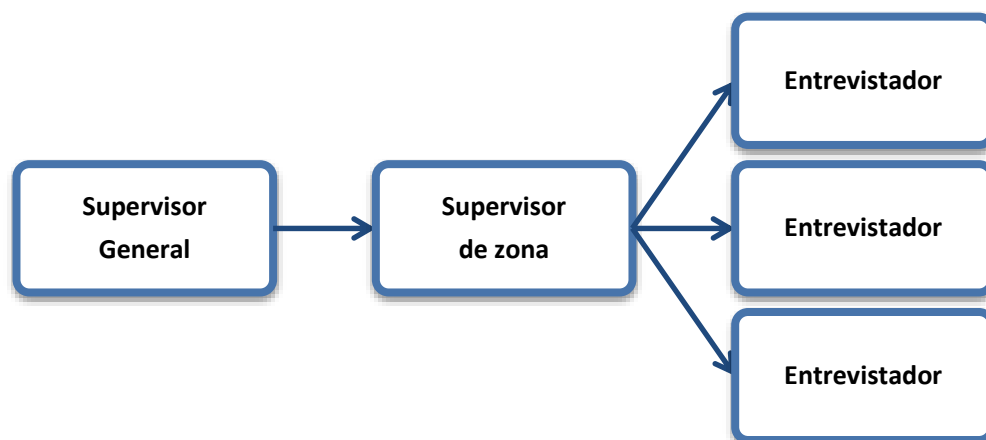 Supervisor
General
Supervisor
de zona
Entrevistador
Entrevistador
Entrevistador